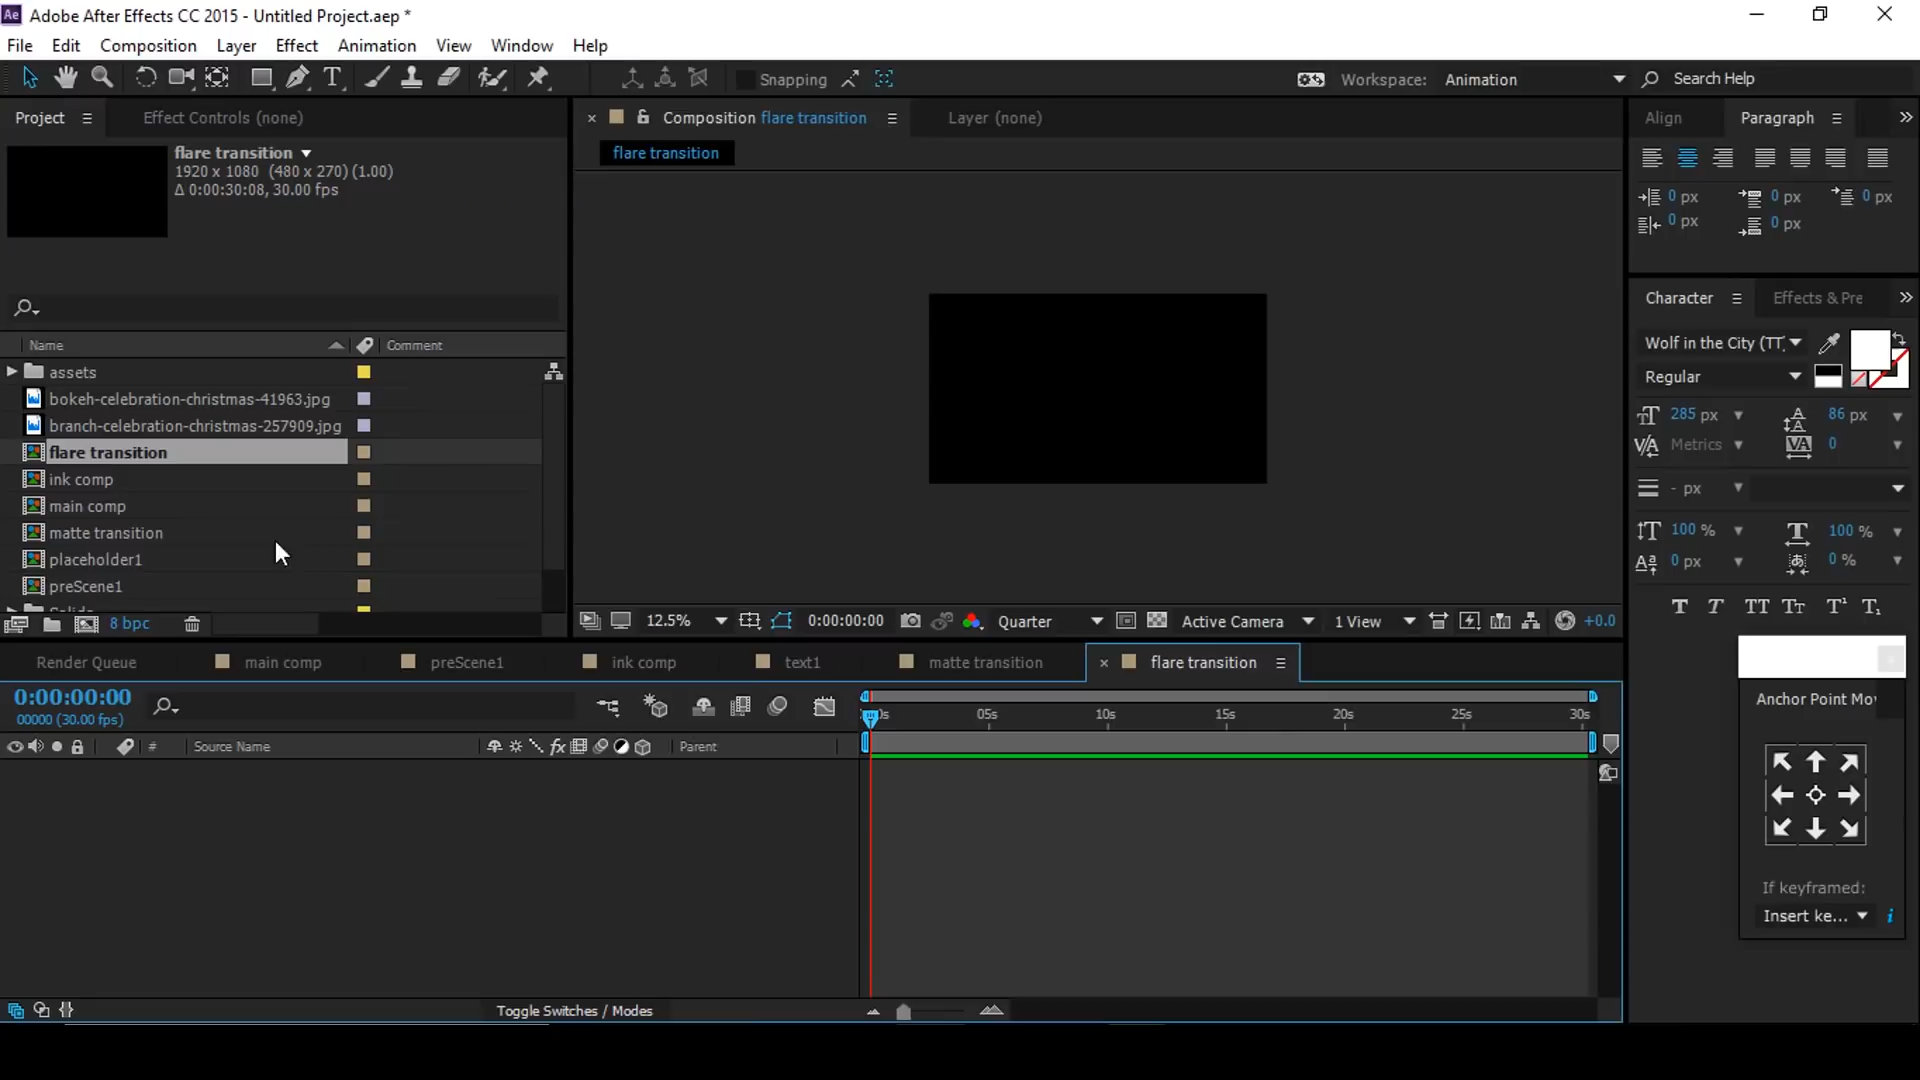 Adobe After Effects CC 2015 - Untitled Project.aep *
File Edit Composition Layer Effect Animation View Window Help
Snapping
Workspace: Animation
Search Help
Project
Effect Controls (none)
Composition flare transition
Layer (none)
Align
Paragraph
flare transition
flare transition
1920 x 1080 (480 x 270) (1.00)
Δ 0:00:30:08, 30.00 fps
0 px 0 px 0 px
0 px 0 px
Character
Effects & Pre
Name Comment
Wolf in the City (TT,
Regular
assets
bokeh-celebration-christmas-41963.jpg
branch-celebration-christmas-257909.jpg
flare transition
ink comp
main comp
matte transition
placeholder1
preScene1
Solids
285 px 86 px
Metrics 0
- px
100 % 100 %
0 px 0 %
8 bpc
12.5% 0:00:00:00 Quarter Active Camera 1 View +0.0
Render Queue main comp preScene1 ink comp text1 matte transition flare transition
0:00:00:00
00000 (30.00 fps)
0s 05s 10s 15s 20s 25s 30s
# Source Name Parent
Anchor Point Mov
If keyframed:
Insert ke...
Toggle Switches / Modes